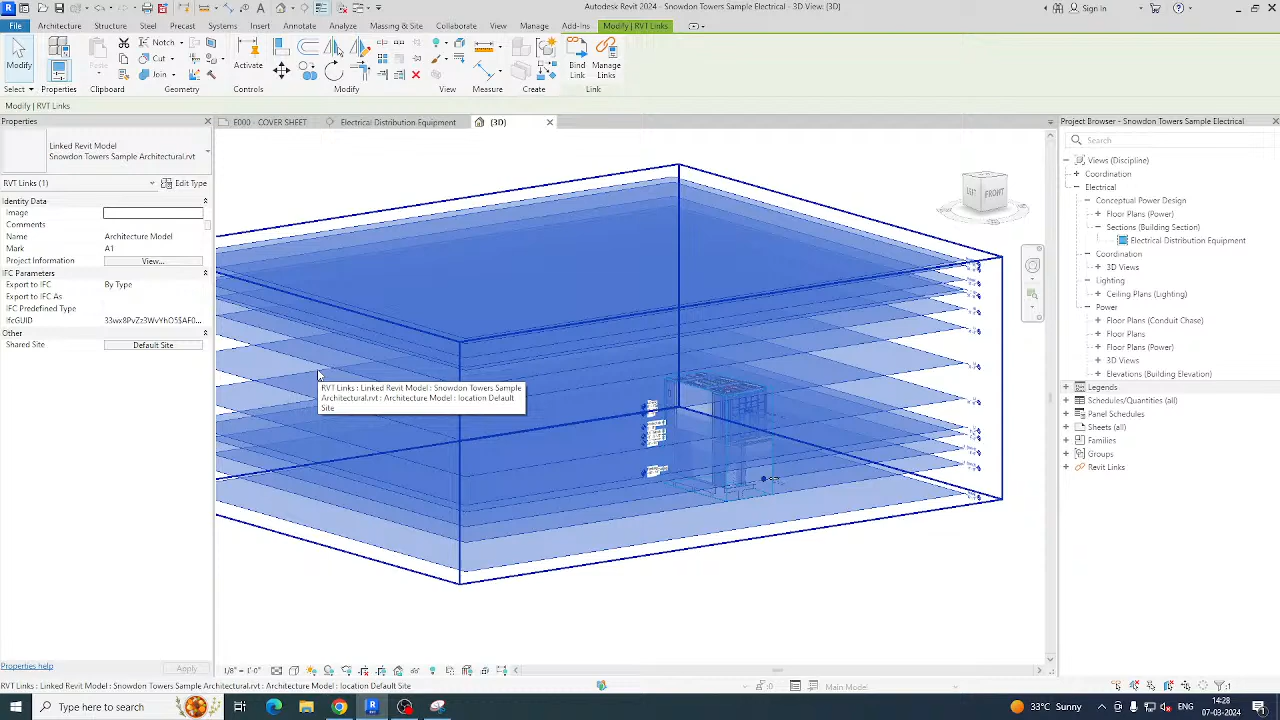 Autodesk Revit 2024 - Snowdon Towers Sample Electrical - 3D View: {3D}
Sign In
File
Architecture
Structure
Steel
Precast
Systems
Insert
Annotate
Analyze
Massing & Site
Collaborate
View
Manage
Add-Ins
Modify | RVT Links
Modify
Select
Properties
Paste
Clipboard
Notch
Cut
Join
Geometry
Activate
Controls
Modify
View
Measure
Create
Bind
Link
Manage
Links
Link
Modify | RVT Links
Properties
Linked Revit Model
Snowdon Towers Sample Architectural.rvt
RVT Links (1)
Edit Type
Identity Data
Image
Comments
Name
Architecture Model
Mark
A1
Project Information
View...
IFC Parameters
Export to IFC
By Type
Export to IFC As
IFC Predefined Type
Other
Shared Site
Default Site
Properties help
Apply
E000 - COVER SHEET
Electrical Distribution Equipment
{3D}
LEFT
FRONT
RVT Links : Linked Revit Model : Snowdon Towers Sample
Architectural.rvt : Architecture Model : location Default
Site
1/8" = 1'-0"
Project Browser - Snowdon Towers Sample Electrical
Search
Views (Discipline)
Coordination
Electrical
Conceptual Power Design
Floor Plans (Power)
Sections (Building Section)
Electrical Distribution Equipment
Coordination
3D Views
Lighting
Ceiling Plans (Lighting)
Power
Floor Plans (Conduit Chase)
Floor Plans
Floor Plans (Power)
3D Views
Elevations (Building Elevation)
Legends
Schedules/Quantities (all)
Panel Schedules
Sheets (all)
Families
Groups
Revit Links
RVT Links : Linked Revit Model : Snowdon Towers Sample Architectural.rvt : Architecture Model : location Default Site
:0
Main Model
:1
Type here to search
33°C Sunny
ENG
14:28
07-03-2024